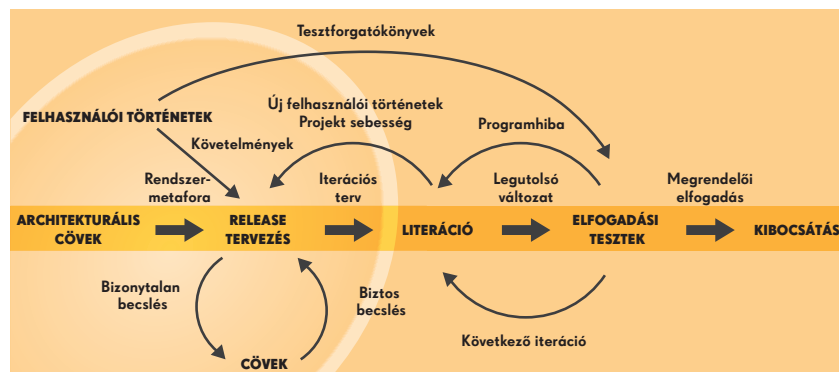 Tesztforgatókönyvek
FELHASZNÁLÓI TÖRTÉNETEK
Új felhasználói történetek
Projekt sebesség
Programhiba
Követelmények
Rendszer-
metafora
Iterációs
terv
Legutolsó
változat
Megrendelői
elfogadás
ARCHITEKTURÁLIS
CÖVEK
RELEASE
TERVEZÉS
LITERÁCIÓ
ELFOGADÁSI
TESZTEK
KIBOCSÁTÁS
Bizonytalan
becslés
Biztos
becslés
Következő iteráció
CÖVEK